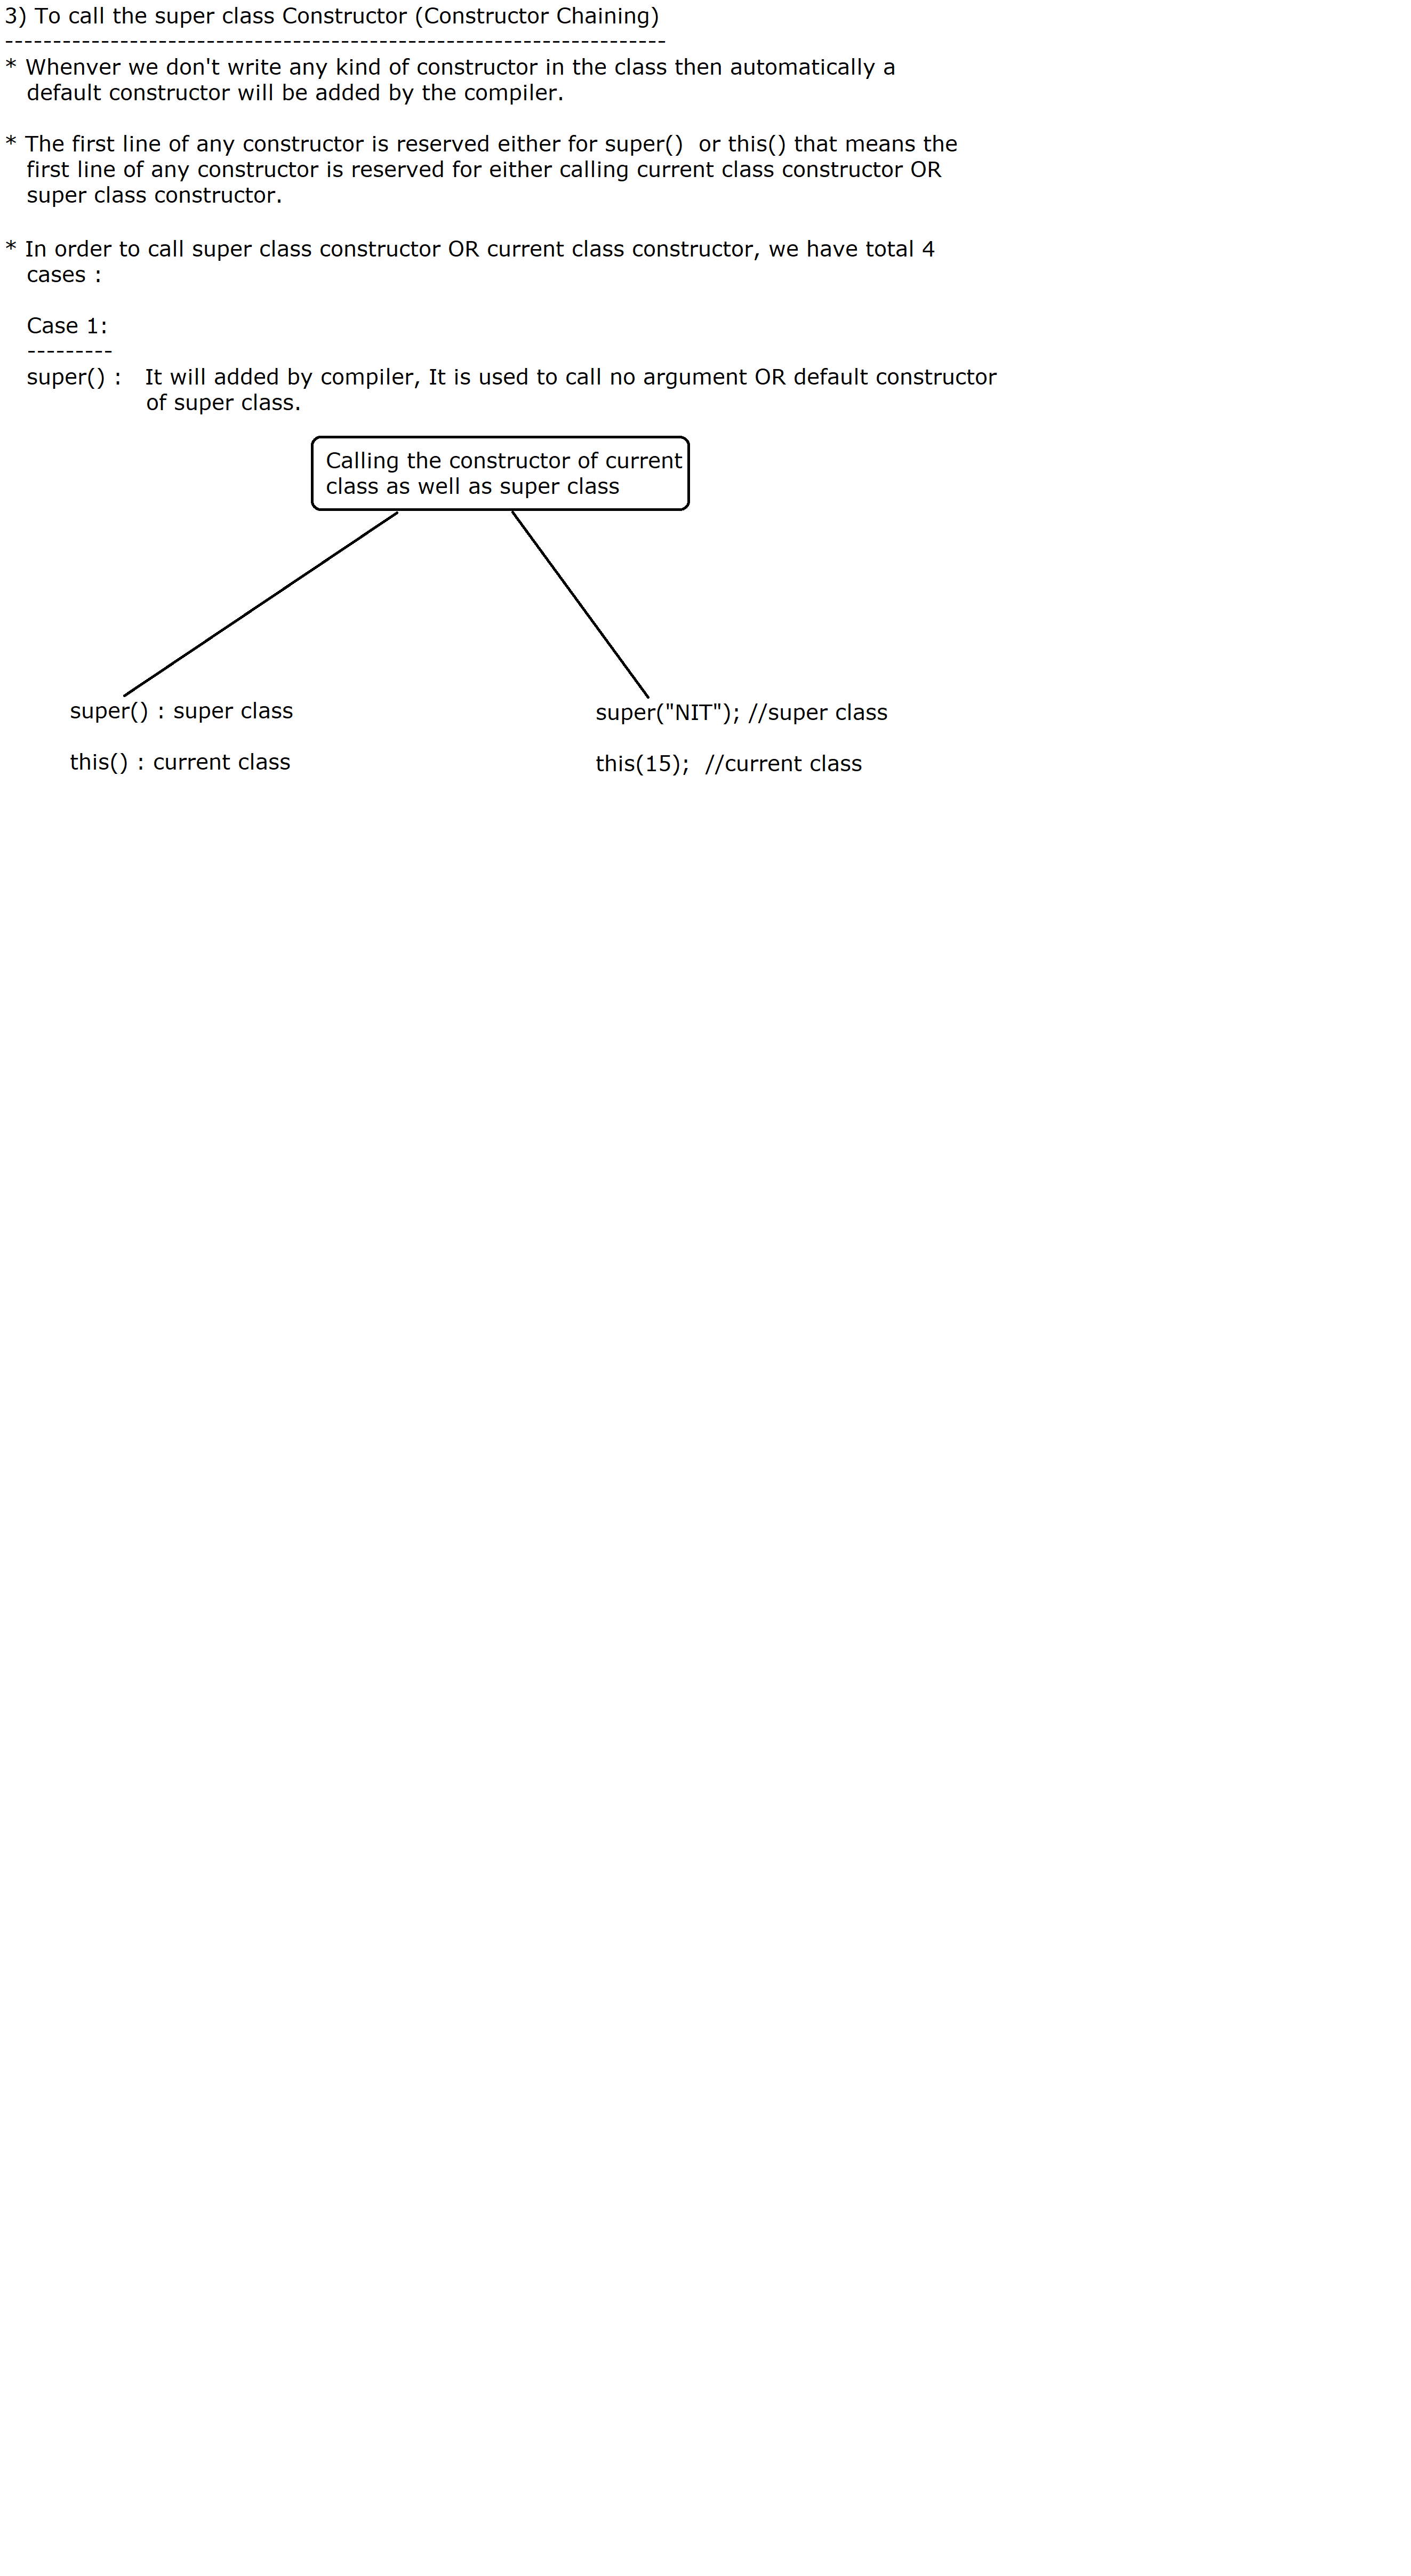 3) To call the super class Constructor (Constructor Chaining)
---------------------------------------------------------------------
* Whenver we don't write any kind of constructor in the class then automatically a
default constructor will be added by the compiler.
* The first line of any constructor is reserved either for super()  or this() that means the
first line of any constructor is reserved for either calling current class constructor OR
super class constructor.
* In order to call super class constructor OR current class constructor, we have total 4
cases :
Case 1:
---------
super() :   It will added by compiler, It is used to call no argument OR default constructor
of super class.
Calling the constructor of current
class as well as super class
super() : super class
this() : current class
super("NIT"); //super class
this(15);  //current class